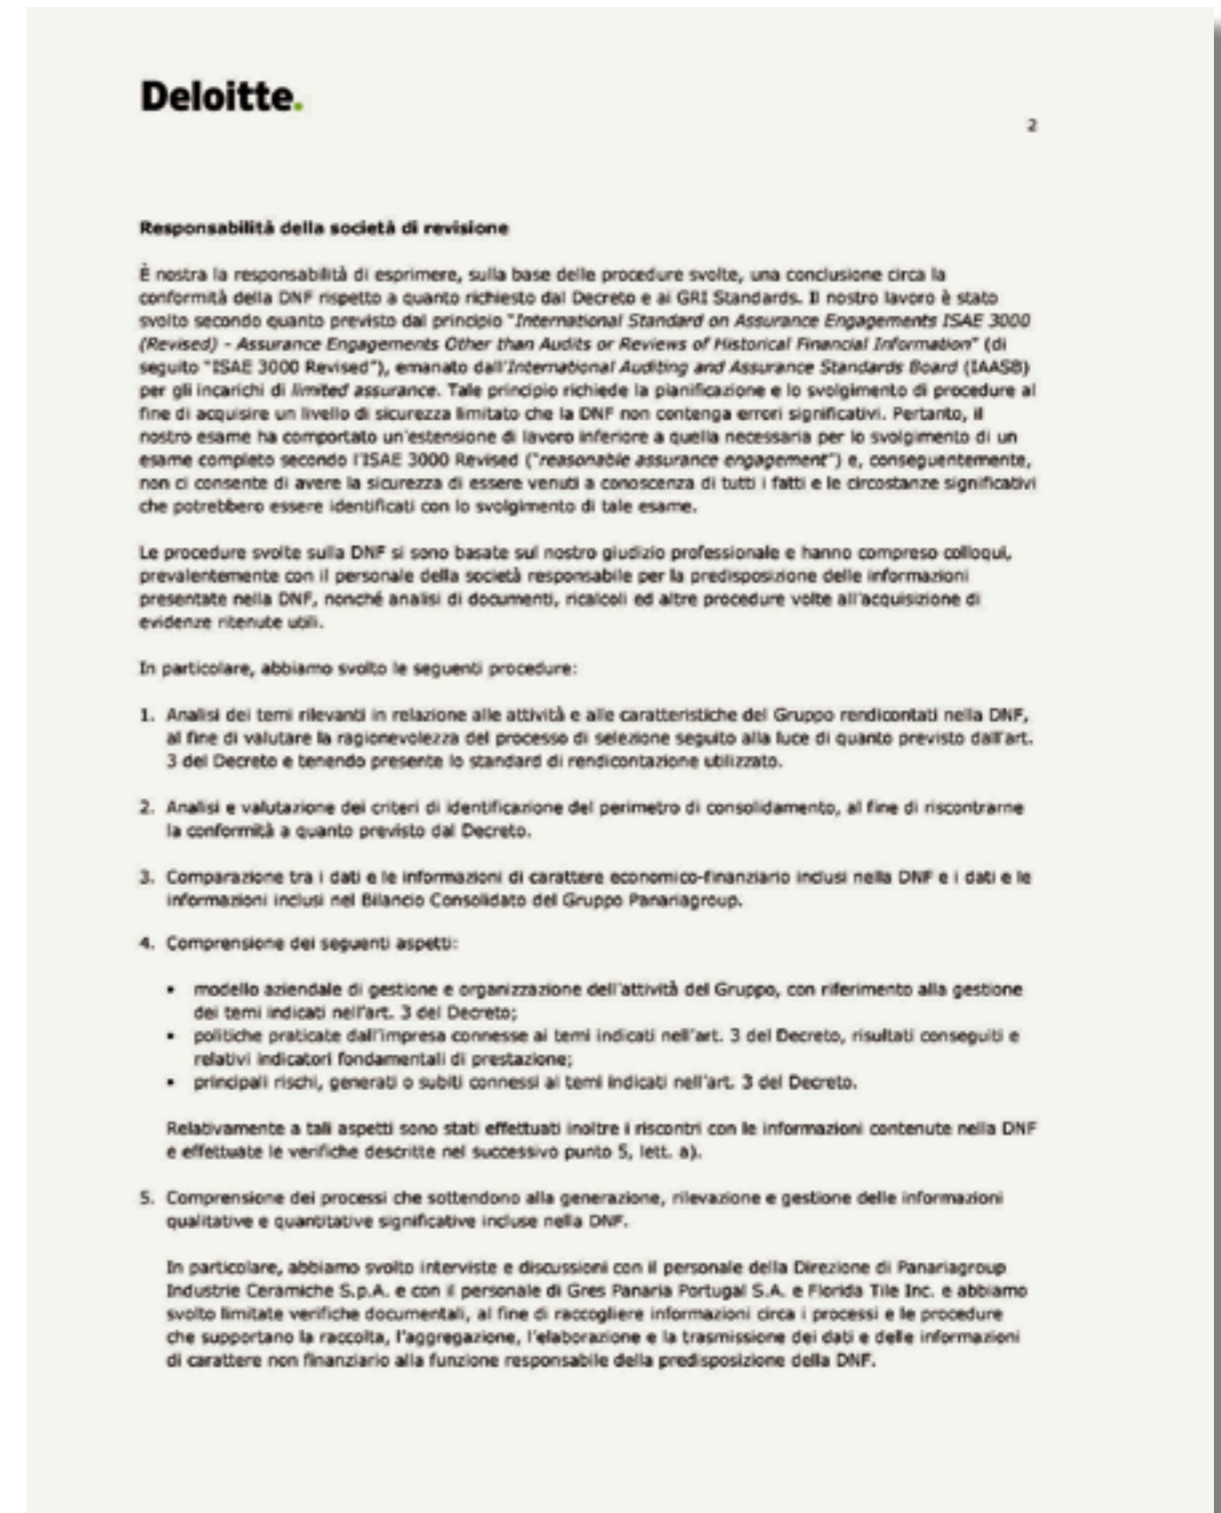 Deloitte.
2
Responsabilità della società di revisione
È nostra la responsabilità di esprimere, sulla base delle procedure svolte, una conclusione circa la
conformità della DNF rispetto a quanto richiesto dal Decreto e ai GRI Standards. Il nostro lavoro è stato
svolto secondo quanto previsto dal principio "International Standard on Assurance Engagements ISAE 3000
(Revised) - Assurance Engagements Other than Audits or Reviews of Historical Financial Information" (di
seguito "ISAE 3000 Revised"), emanato dall'International Auditing and Assurance Standards Board (IAASB)
per gli incarichi di limited assurance. Tale principio richiede la pianificazione e lo svolgimento di procedure al
fine di acquisire un livello di sicurezza limitato che la DNF non contenga errori significativi. Pertanto, il
nostro esame ha comportato un'estensione di lavoro inferiore a quella necessaria per lo svolgimento di un
esame completo secondo l'ISAE 3000 Revised ("reasonable assurance engagement") e, conseguentemente,
non ci consente di avere la sicurezza di essere venuti a conoscenza di tutti i fatti e le circostanze significativi
che potrebbero essere identificati con lo svolgimento di tale esame.
Le procedure svolte sulla DNF si sono basate sul nostro giudizio professionale e hanno compreso colloqui,
prevalentemente con il personale della società responsabile per la predisposizione delle informazioni
presentate nella DNF, nonché analisi di documenti, ricalcoli ed altre procedure volte all'acquisizione di
evidenze ritenute utili.
In particolare, abbiamo svolto le seguenti procedure:
1. Analisi dei temi rilevanti in relazione alle attività e alle caratteristiche del Gruppo rendicontati nella DNF,
al fine di valutare la ragionevolezza del processo di selezione seguito alla luce di quanto previsto dall'art.
3 del Decreto e tenendo presente lo standard di rendicontazione utilizzato.
2. Analisi e valutazione dei criteri di identificazione del perimetro di consolidamento, al fine di riscontrarne
la conformità a quanto previsto dal Decreto.
3. Comparazione tra i dati e le informazioni di carattere economico-finanziario inclusi nella DNF e i dati e le
informazioni inclusi nel Bilancio Consolidato del Gruppo Panariagroup.
4. Comprensione dei seguenti aspetti:
• modello aziendale di gestione e organizzazione dell'attività del Gruppo, con riferimento alla gestione
dei temi indicati nell'art. 3 del Decreto;
• politiche praticate dall'impresa connesse ai temi indicati nell'art. 3 del Decreto, risultati conseguiti e
relativi indicatori fondamentali di prestazione;
• principali rischi, generati o subiti connessi ai temi indicati nell'art. 3 del Decreto.
Relativamente a tali aspetti sono stati effettuati inoltre i riscontri con le informazioni contenute nella DNF
e effettuate le verifiche descritte nel successivo punto 5, lett. a).
5. Comprensione dei processi che sottendono alla generazione, rilevazione e gestione delle informazioni
qualitative e quantitative significative incluse nella DNF.
In particolare, abbiamo svolto interviste e discussioni con il personale della Direzione di Panariagroup
Industrie Ceramiche S.p.A. e con il personale di Gres Panaria Portugal S.A. e Florida Tile Inc. e abbiamo
svolto limitate verifiche documentali, al fine di raccogliere informazioni circa i processi e le procedure
che supportano la raccolta, l'aggregazione, l'elaborazione e la trasmissione dei dati e delle informazioni
di carattere non finanziario alla funzione responsabile della predisposizione della DNF.